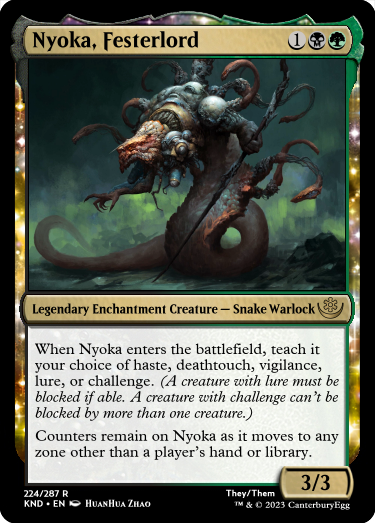 Nyoka, Festerlord
1
Legendary Enchantment Creature — Snake Warlock
When Nyoka enters the battlefield, teach it
your choice of haste, deathtouch, vigilance,
lure, or challenge. (A creature with lure must be
blocked if able. A creature with challenge can't be
blocked by more than one creature.)
Counters remain on Nyoka as it moves to any
zone other than a player's hand or library.
3/3
224/287 R
They/Them
KND • EN HuanHua Zhao
™ & © 2023 CanterburyEgg